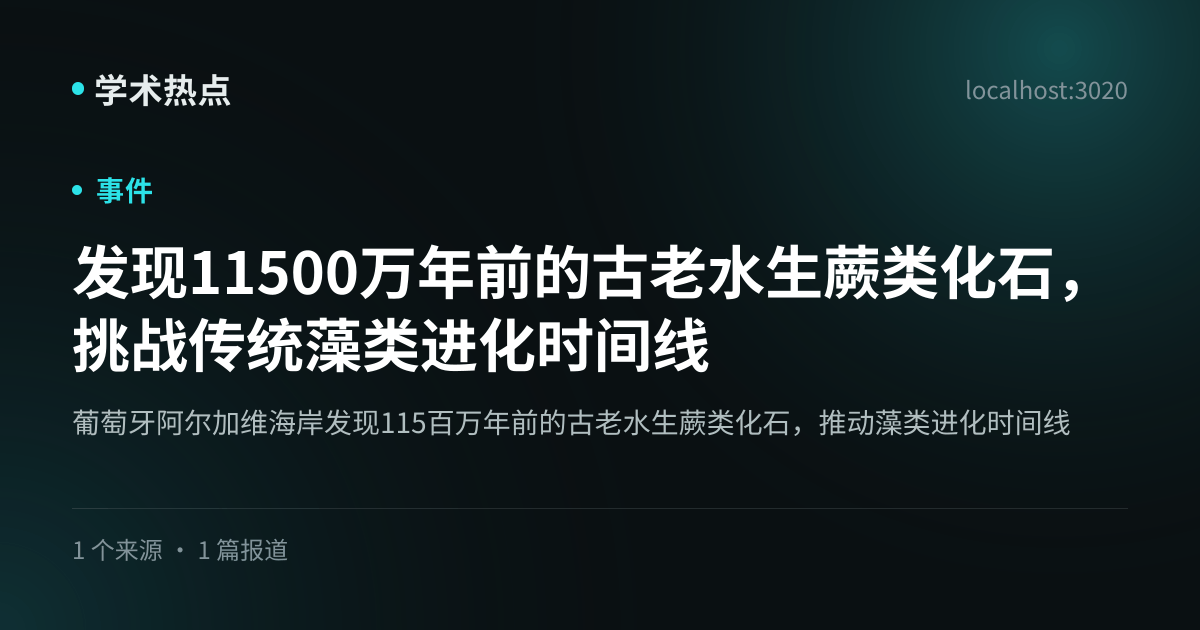 学术热点
localhost:3020
事件
发现11500万年前的古老水生蕨类化石，
挑战传统藻类进化时间线
葡萄牙阿尔加维海岸发现115百万年前的古老水生蕨类化石，推动藻类进化时间线
1 个来源 · 1 篇报道